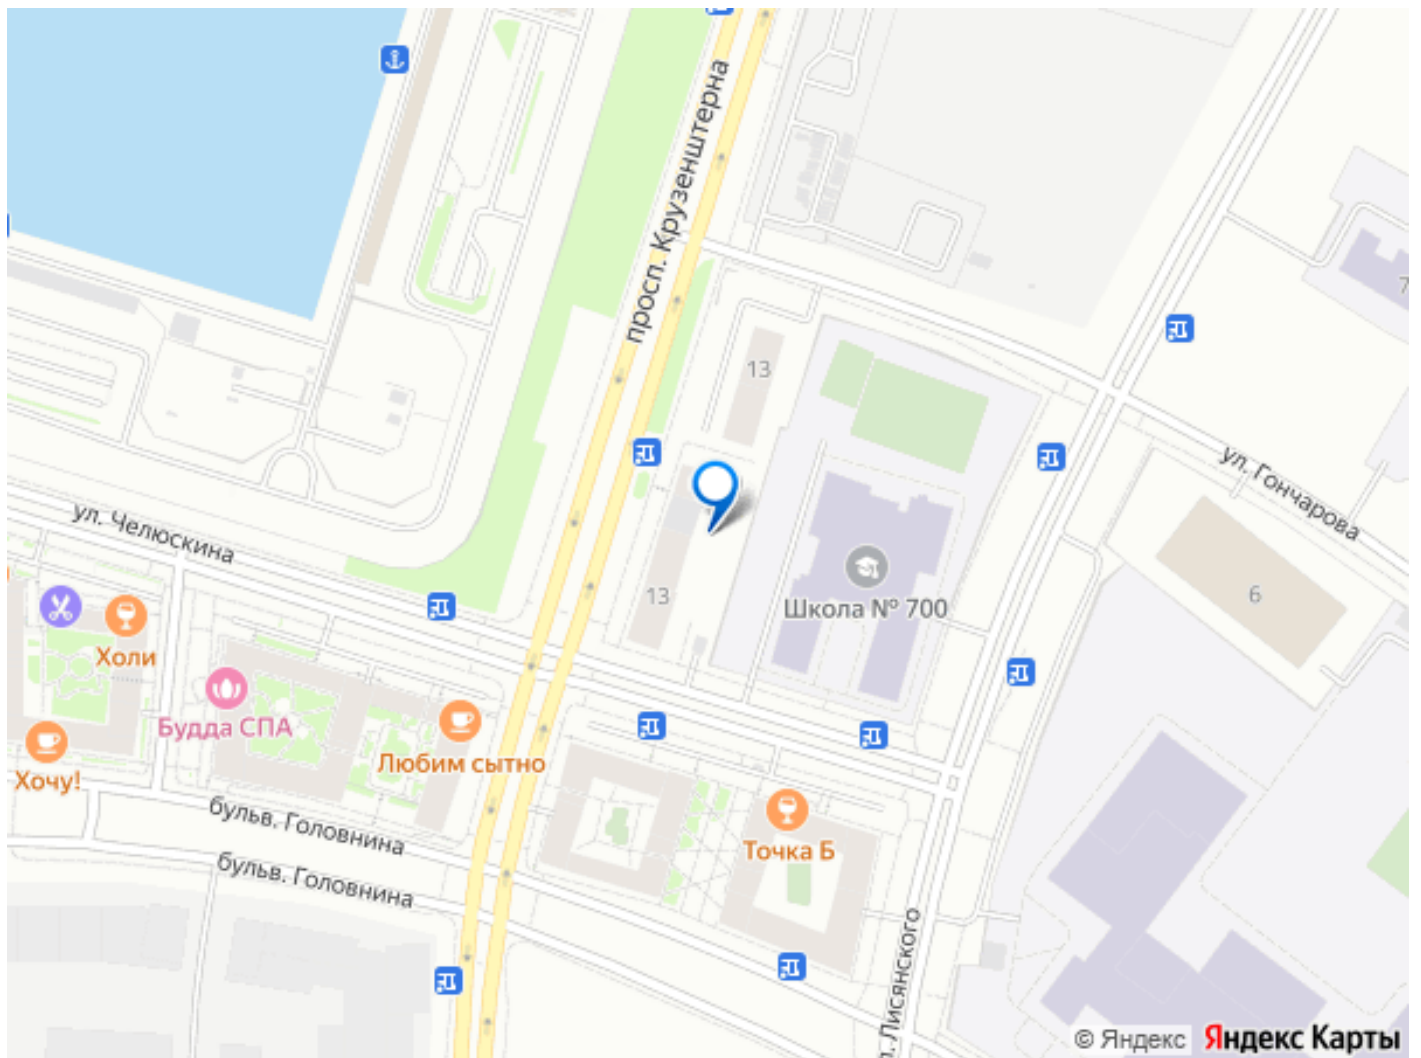 просп. Крузенштерна
13
7
ул. Гончарова
ул. Челюскина
13
Школа № 700
6
Холи
Будда СПА
Любим сытно
Хочу!
бульв. Головнина
Точка Б
бульв. Головнина
л. Лисянского
© Яндекс Яндекс Карты